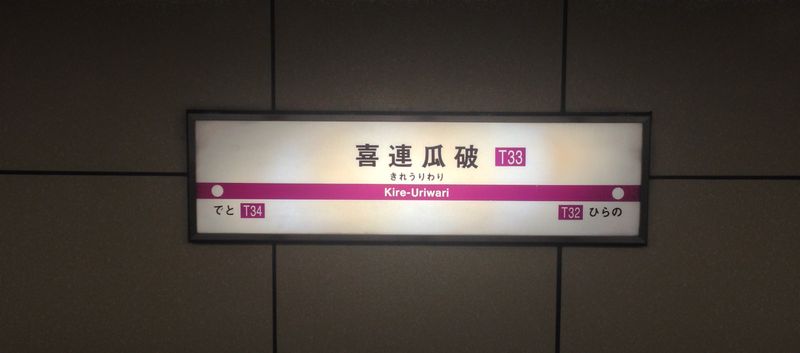 喜連瓜破 T33
きれうりわり
Kire-Uriwari
でと T34
T32 ひらの